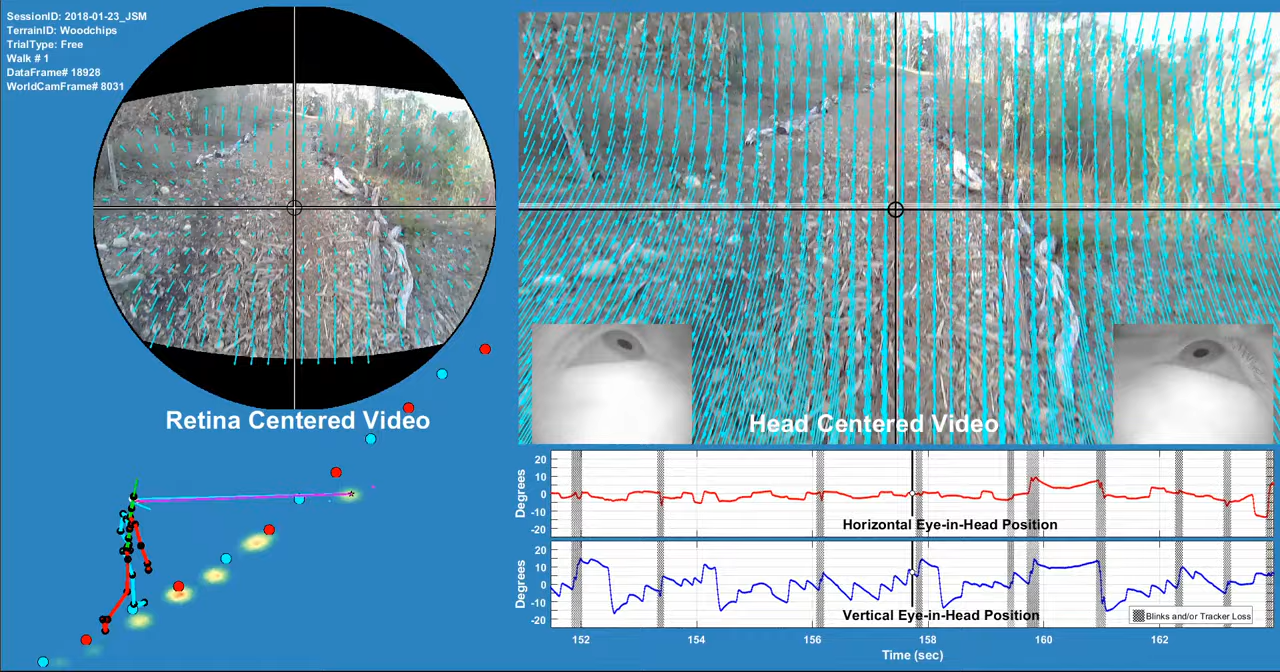 SessionID: 2018-01-23_JSM
TerrainID: Woodchips
TrialType: Free
Walk # 1
DataFrame# 18928
WorldCamFrame# 8031
Retina Centered Video
Head Centered Video
Degrees
20
10
0
-10
-20
Horizontal Eye-in-Head Position
Degrees
20
10
0
-10
-20
Vertical Eye-in-Head Position
Blinks and/or Tracker Loss
152 154 156 158 160 162
Time (sec)